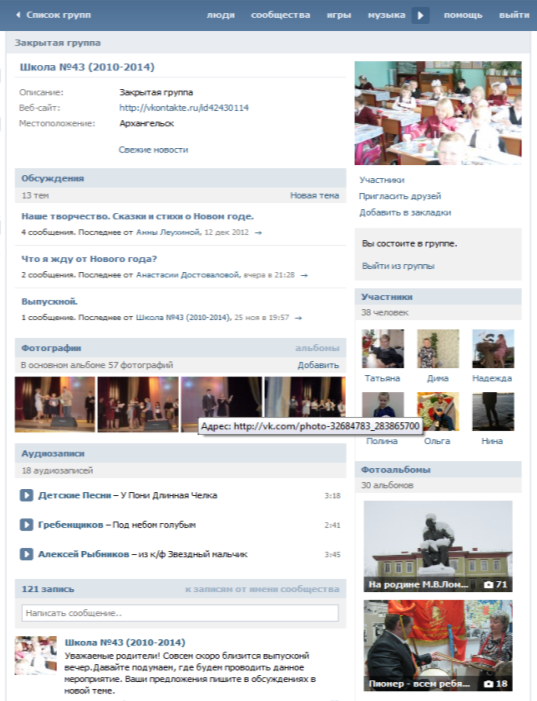 Список групп
люди сообщества игры музыка помощь выйти
Закрытая группа
Школа №43 (2010-2014)
Описание: Закрытая группа
Веб-сайт: http://vkontakte.ru/id42430114
Местоположение: Архангельск
Свежие новости
Обсуждения
13 тем Новая тема
Наше творчество. Сказки и стихи о Новом годе.
4 сообщения. Последнее от Анны Леухиной, 12 дек 2012 →
Что я жду от Нового года?
2 сообщения. Последнее от Анастасии Достоваловой, вчера в 21:28 →
Выпускной.
1 сообщение. Последнее от Школа №43 (2010-2014), 25 ноя в 19:57 →
Фотографии альбомы
В основном альбоме 57 фотографий Добавить
Адрес: http://vk.com/photo-32684783_283865700
Аудиозаписи
18 аудиозаписей
Детские Песни – У Пони Длинная Челка 3:18
Гребенщиков – Под небом голубым 2:41
Алексей Рыбников – из к/ф Звездный мальчик 3:45
121 запись к записям от имени сообщества
Написать сообщение..
Школа №43 (2010-2014)
Уважаемые родители! Совсем скоро близится выпускной
вечер.Давайте подумаем, где будем проводить данное
мероприятие. Ваши предложения пишите в обсуждениях в
новой теме.
Участники
Пригласить друзей
Добавить в закладки
Вы состоите в группе.
Выйти из группы
Участники
38 человек
Татьяна Дима Надежда
Полина Ольга Нина
Фотоальбомы
30 альбомов
На родине М.В.Лом... 71
Пионер - всем ребя... 18